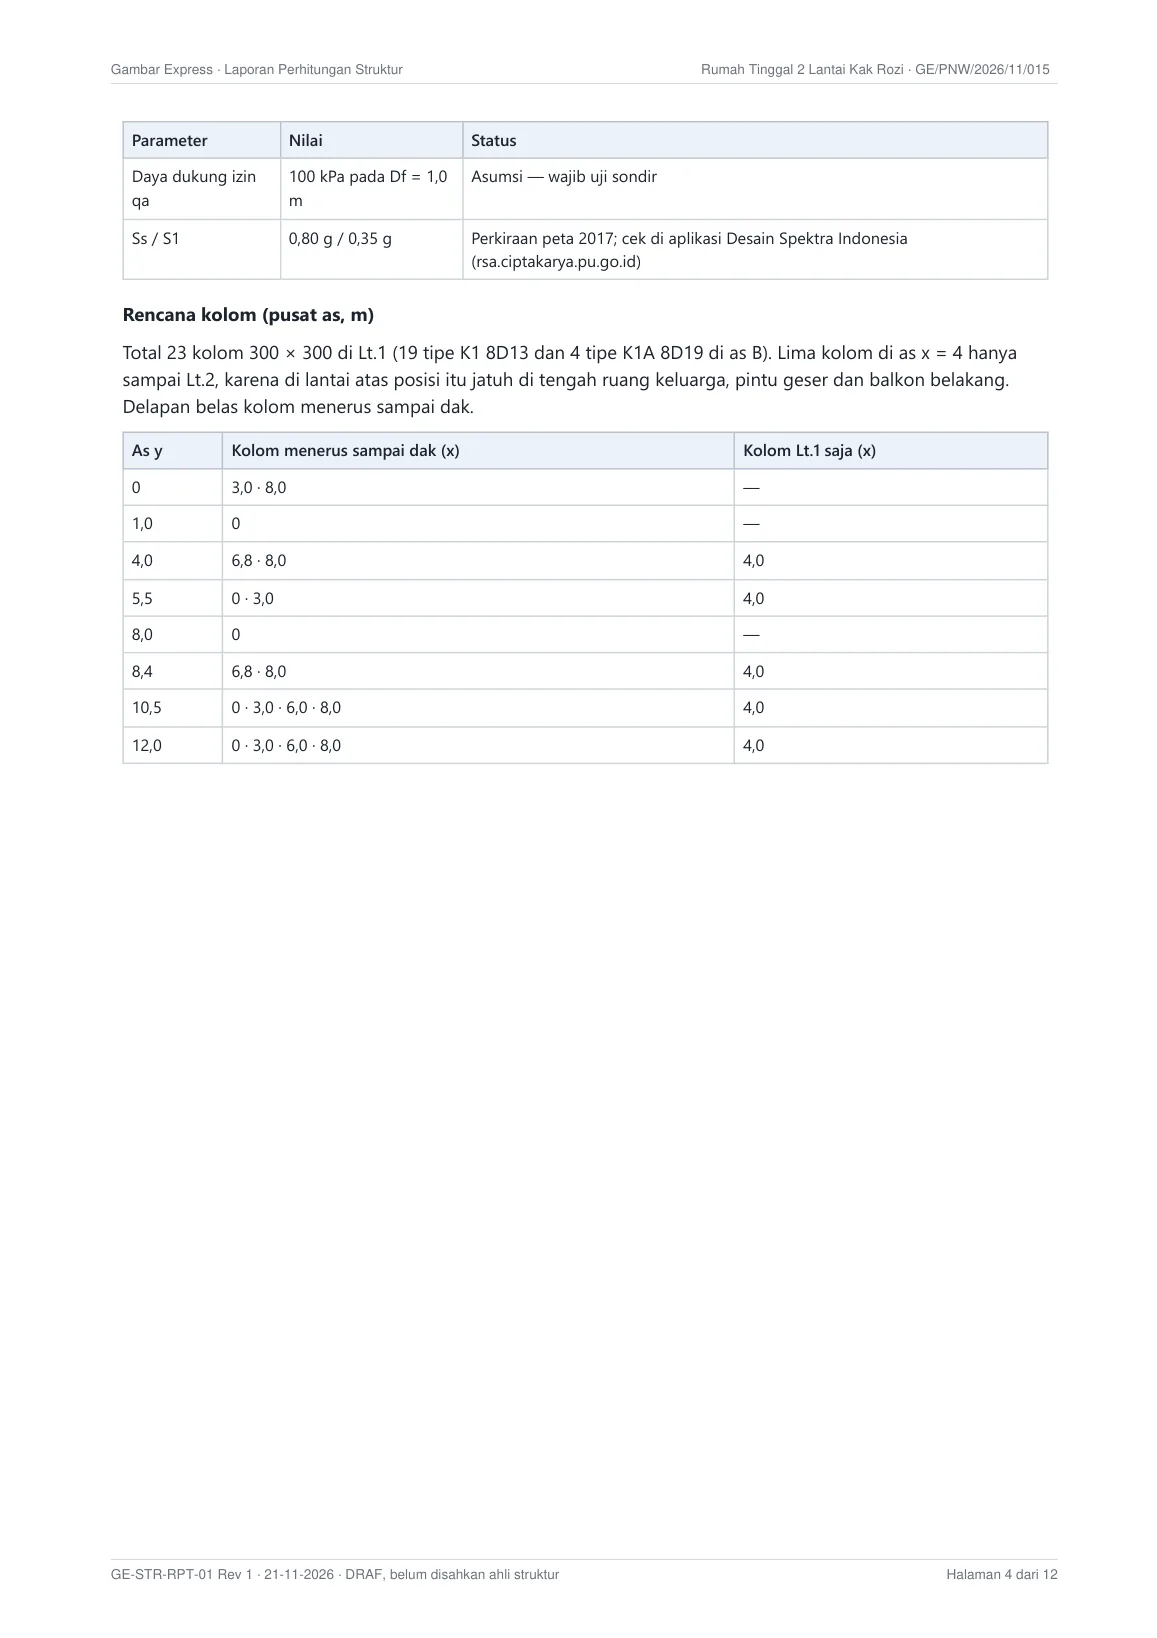 Gambar Express · Laporan Perhitungan Struktur
Rumah Tinggal 2 Lantai Kak Rozi · GE/PNW/2026/11/015
Parameter Nilai Status
Daya dukung izin qa 100 kPa pada Df = 1,0 m Asumsi — wajib uji sondir
Ss / S1 0,80 g / 0,35 g Perkiraan peta 2017; cek di aplikasi Desain Spektra Indonesia (rsa.ciptakarya.pu.go.id)
Rencana kolom (pusat as, m)
Total 23 kolom 300 × 300 di Lt.1 (19 tipe K1 8D13 dan 4 tipe K1A 8D19 di as B). Lima kolom di as x = 4 hanya
sampai Lt.2, karena di lantai atas posisi itu jatuh di tengah ruang keluarga, pintu geser dan balkon belakang.
Delapan belas kolom menerus sampai dak.
As y Kolom menerus sampai dak (x) Kolom Lt.1 saja (x)
0 3,0 · 8,0 —
1,0 0 —
4,0 6,8 · 8,0 4,0
5,5 0 · 3,0 4,0
8,0 0 —
8,4 6,8 · 8,0 4,0
10,5 0 · 3,0 · 6,0 · 8,0 4,0
12,0 0 · 3,0 · 6,0 · 8,0 4,0
GE-STR-RPT-01 Rev 1 · 21-11-2026 · DRAF, belum disahkan ahli struktur
Halaman 4 dari 12